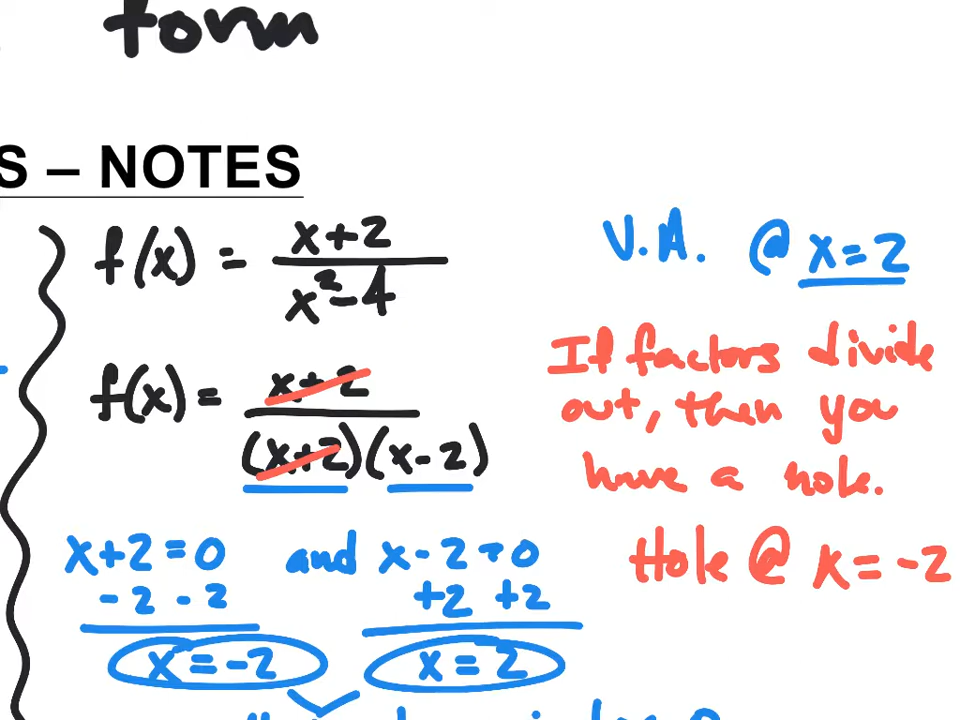 form
S – NOTES
f(x) = x+2 / x²-4
V.A. @ x=2
f(x) = x+2 / (x+2)(x-2)
If factors divide
out, then you
have a hole.
Hole @ x=-2
x+2=0 and x-2=0
-2 -2 +2 +2
x=-2 x=2